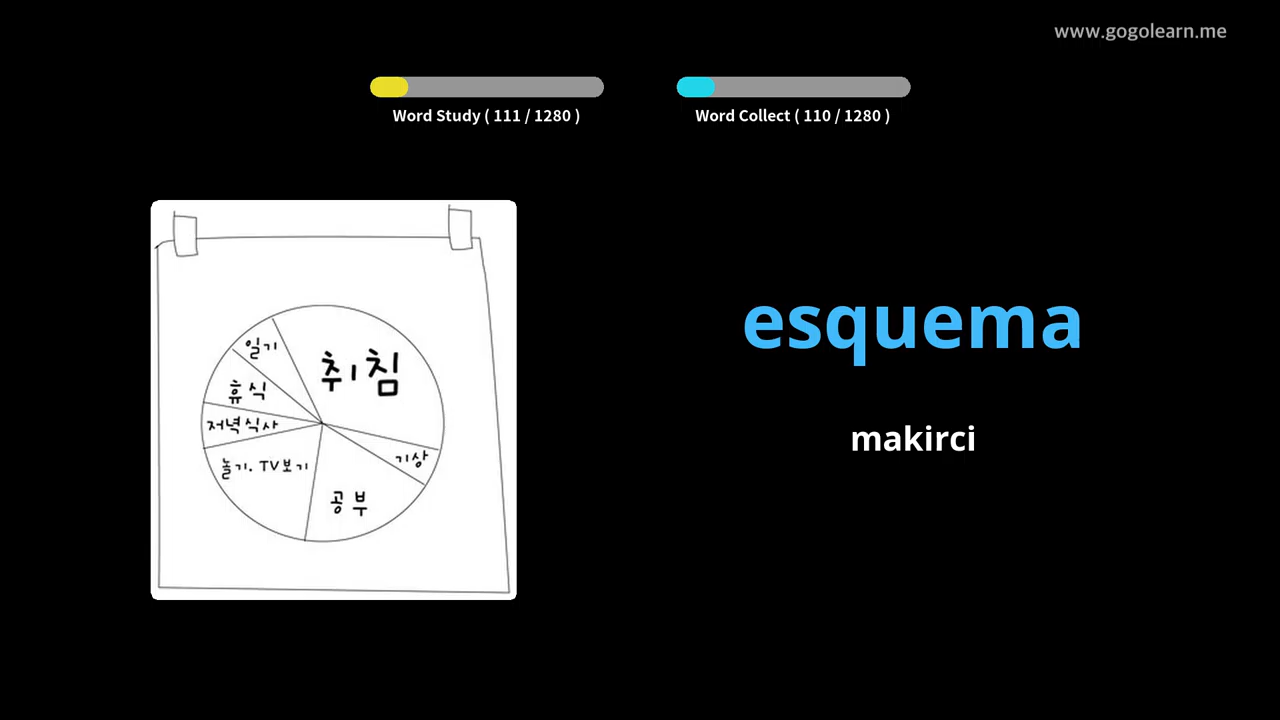 www.gogolearn.me
Word Study ( 111 / 1280 )
Word Collect ( 110 / 1280 )
일기
취침
휴식
저녁식사
놀기. TV보기
기상
공부
esquema
makirci